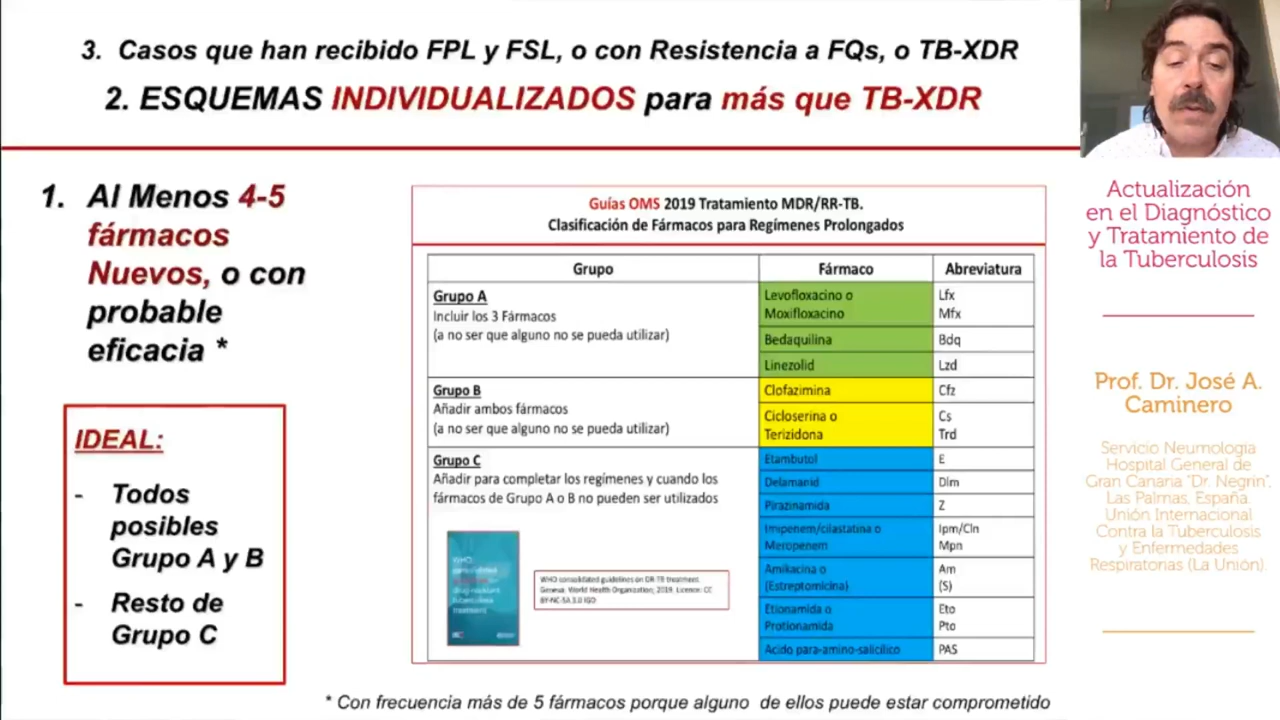 3. Casos que han recibido FPL y FSL, o con Resistencia a FQs, o TB-XDR
2. ESQUEMAS INDIVIDUALIZADOS para más que TB-XDR
1. Al Menos 4-5
fármacos
Nuevos, o con
probable
eficacia *
IDEAL:
- Todos
posibles
Grupo A y B
- Resto de
Grupo C
Guías OMS 2019 Tratamiento MDR/RR-TB.
Clasificación de Fármacos para Regímenes Prolongados
Grupo Fármaco Abreviatura
Grupo A
Incluir los 3 Fármacos
(a no ser que alguno no se pueda utilizar)
Levofloxacino o Lfx
Moxifloxacino Mfx
Bedaquilina Bdq
Linezolid Lzd
Grupo B
Añadir ambos fármacos
(a no ser que alguno no se pueda utilizar)
Clofazimina Cfz
Cicloserina o Cs
Terizidona Trd
Grupo C
Añadir para completar los regímenes y cuando los
fármacos de Grupo A o B no pueden ser utilizados
Etambutol E
Delamanid Dlm
Pirazinamida Z
Imipenem/cilastatina o Ipm/Cln
Meropenem Mpn
Amikacina o Am
(Estreptomicina) (S)
Etionamida o Eto
Protionamida Pto
Acido para-amino-salicílico PAS
WHO
consolidated
guidelines on
drug-resistant
tuberculosis
treatment
WHO consolidated guidelines on DR-TB treatment.
Geneva: World Health Organization; 2019. Licence: CC
BY-NC-SA 3.0 IGO
* Con frecuencia más de 5 fármacos porque alguno de ellos puede estar comprometido
Actualización
en el Diagnóstico
y Tratamiento de
la Tuberculosis
Prof. Dr. José A.
Caminero
Servicio Neumología
Hospital General de
Gran Canaria "Dr. Negrin".
Las Palmas. España.
Unión Internacional
Contra la Tuberculosis
y Enfermedades
Respiratorias (La Unión).